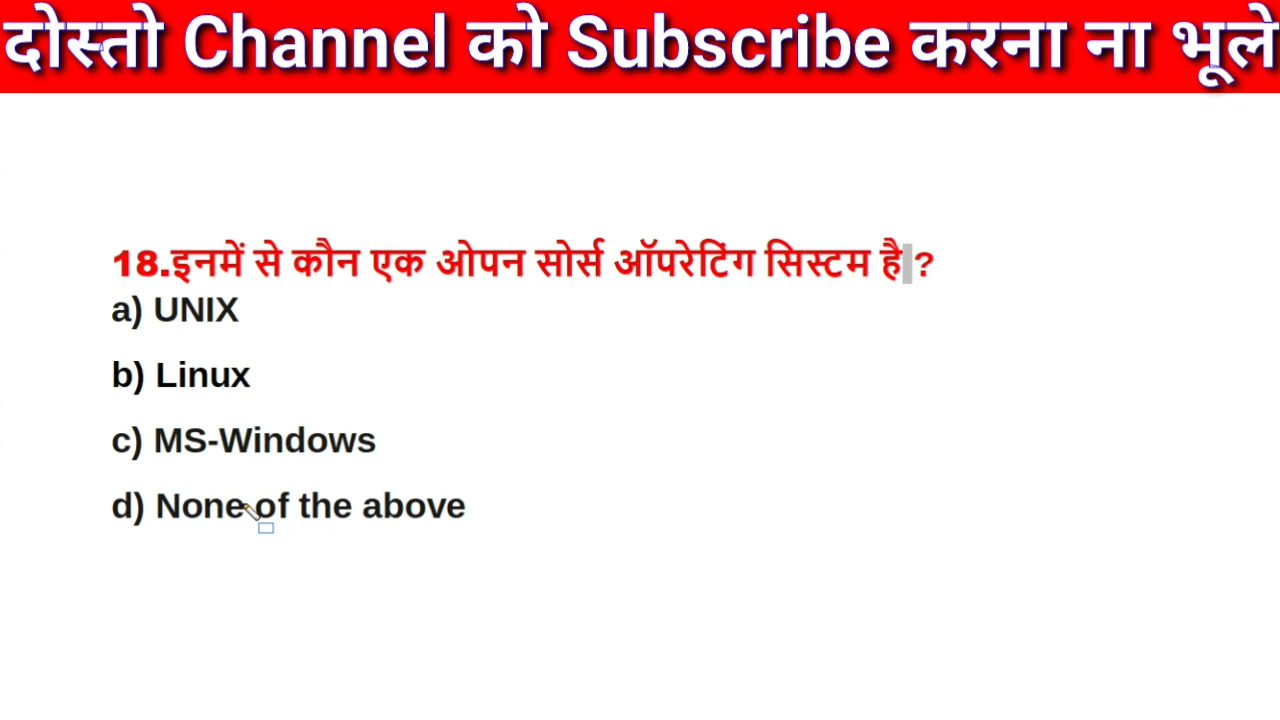 दोस्तो Channel को Subscribe करना ना भूले
18.इनमें से कौन एक ओपन सोर्स ऑपरेटिंग सिस्टम है ?
a) UNIX
b) Linux
c) MS-Windows
d) None of the above